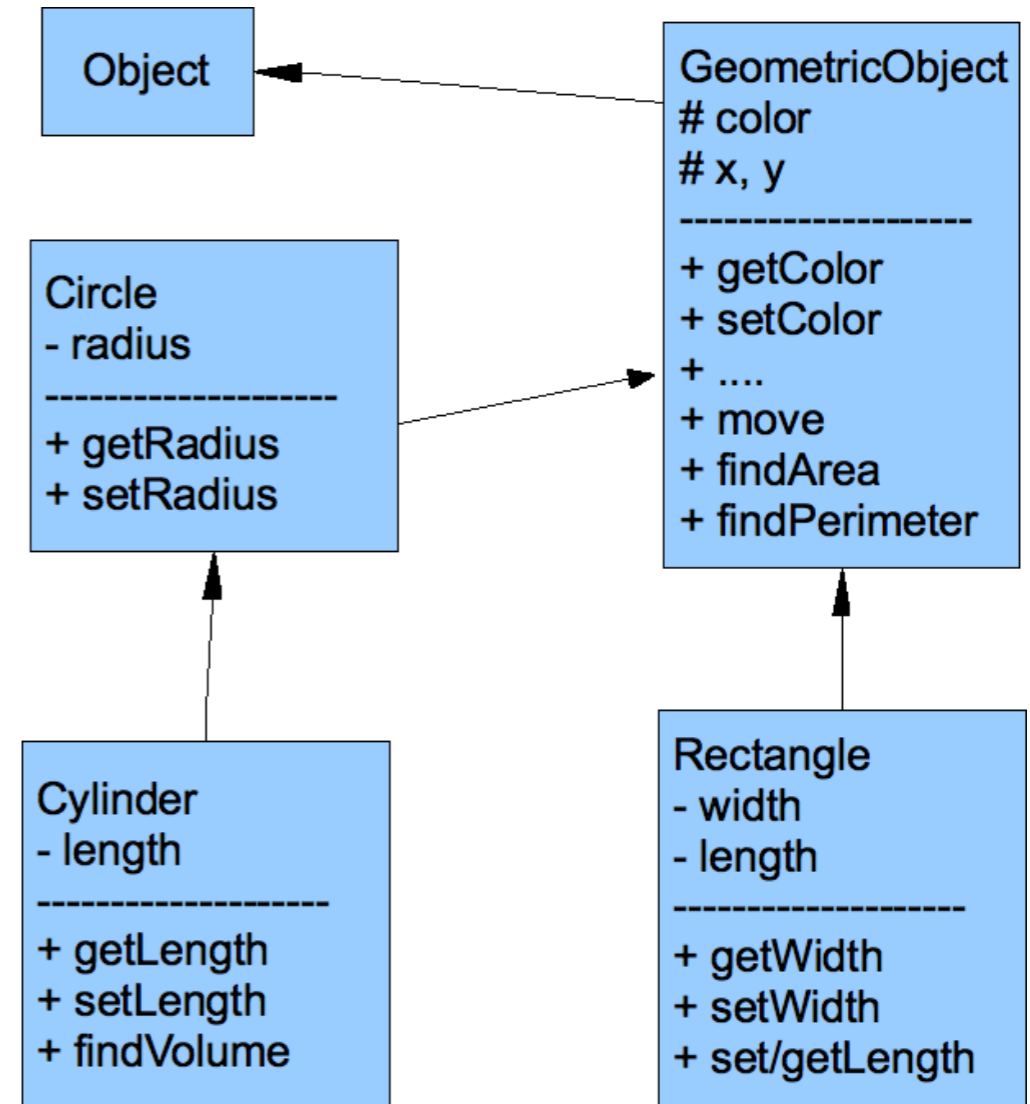 Object
GeometricObject
# color
# x, y
--------------------
+ getColor
+ setColor
+ ....
+ move
+ findArea
+ findPerimeter
Circle
- radius
--------------------
+ getRadius
+ setRadius
Cylinder
- length
--------------------
+ getLength
+ setLength
+ findVolume
Rectangle
- width
- length
--------------------
+ getWidth
+ setWidth
+ set/getLength